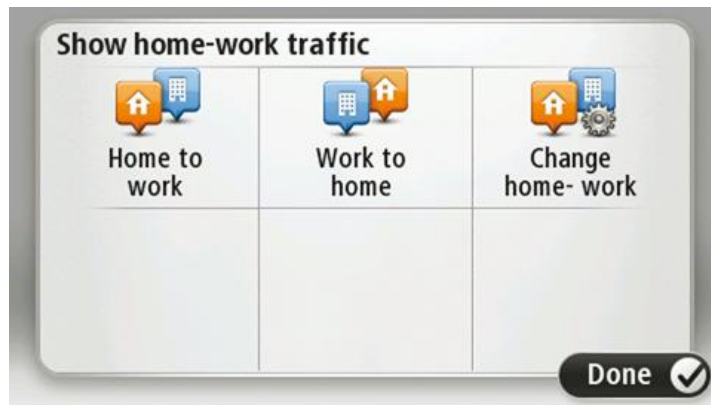 Show home-work traffic
Home to
work
Work to
home
Change
home- work
Done